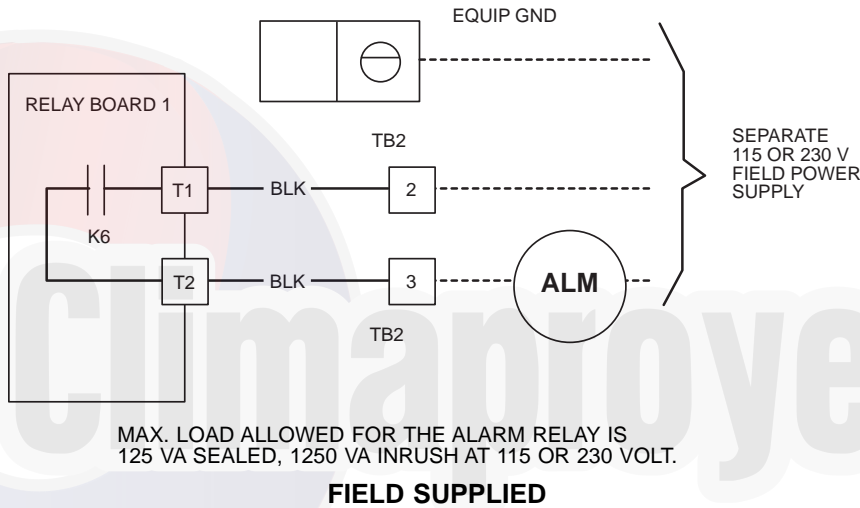 EQUIP GND
RELAY BOARD 1
TB2
SEPARATE
115 OR 230 V
FIELD POWER
SUPPLY
T1
BLK
2
K6
T2
BLK
3
ALM
TB2
Climaproye
MAX. LOAD ALLOWED FOR THE ALARM RELAY IS
125 VA SEALED, 1250 VA INRUSH AT 115 OR 230 VOLT.
FIELD SUPPLIED